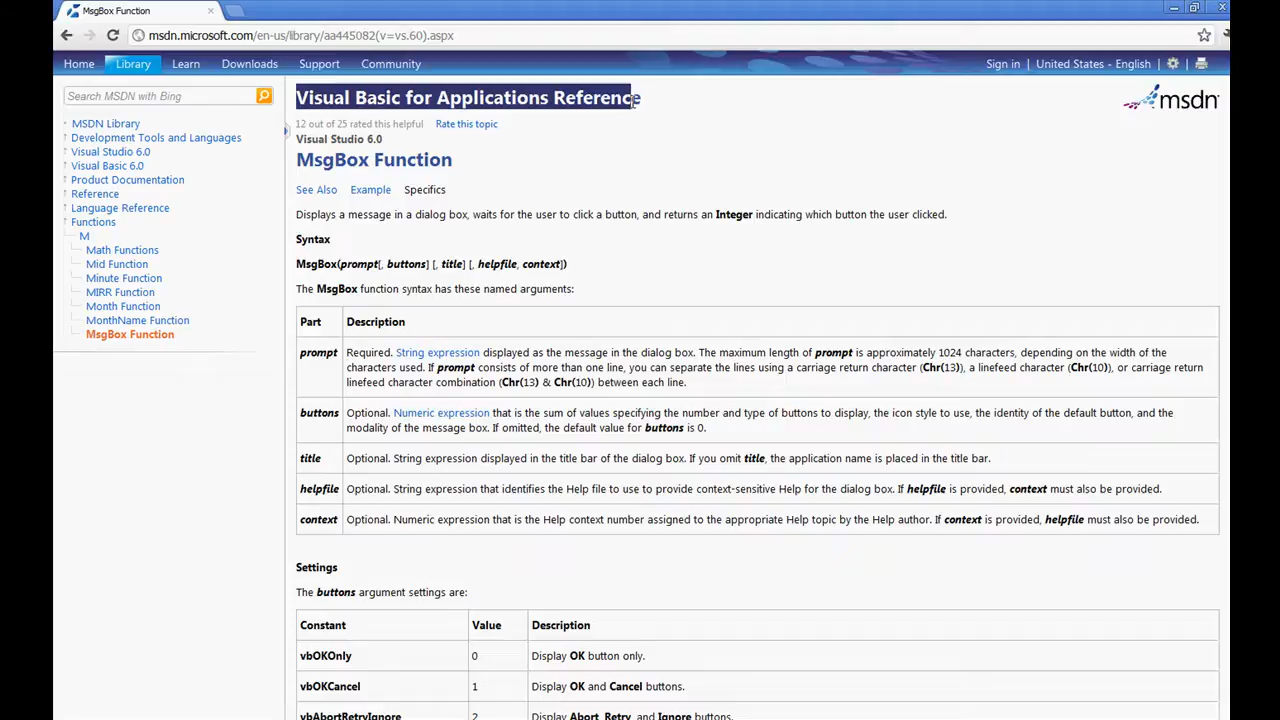 MsgBox Function
msdn.microsoft.com/en-us/library/aa445082(v=vs.60).aspx
Home Library Learn Downloads Support Community Sign in United States - English
Search MSDN with Bing
MSDN Library
Development Tools and Languages
Visual Studio 6.0
Visual Basic 6.0
Product Documentation
Reference
Language Reference
Functions
M
Math Functions
Mid Function
Minute Function
MIRR Function
Month Function
MonthName Function
MsgBox Function
Visual Basic for Applications Reference
msdn
12 out of 25 rated this helpful Rate this topic
Visual Studio 6.0
MsgBox Function
See Also Example Specifics
Displays a message in a dialog box, waits for the user to click a button, and returns an Integer indicating which button the user clicked.
Syntax
MsgBox(prompt[, buttons] [, title] [, helpfile, context])
The MsgBox function syntax has these named arguments:
Part Description
prompt Required. String expression displayed as the message in the dialog box. The maximum length of prompt is approximately 1024 characters, depending on the width of the
characters used. If prompt consists of more than one line, you can separate the lines using a carriage return character (Chr(13)), a linefeed character (Chr(10)), or carriage return
linefeed character combination (Chr(13) & Chr(10)) between each line.
buttons Optional. Numeric expression that is the sum of values specifying the number and type of buttons to display, the icon style to use, the identity of the default button, and the
modality of the message box. If omitted, the default value for buttons is 0.
title Optional. String expression displayed in the title bar of the dialog box. If you omit title, the application name is placed in the title bar.
helpfile Optional. String expression that identifies the Help file to use to provide context-sensitive Help for the dialog box. If helpfile is provided, context must also be provided.
context Optional. Numeric expression that is the Help context number assigned to the appropriate Help topic by the Help author. If context is provided, helpfile must also be provided.
Settings
The buttons argument settings are:
Constant Value Description
vbOKOnly 0 Display OK button only.
vbOKCancel 1 Display OK and Cancel buttons.
vbAbortRetryIgnore 2 Display Abort, Retry, and Ignore buttons.